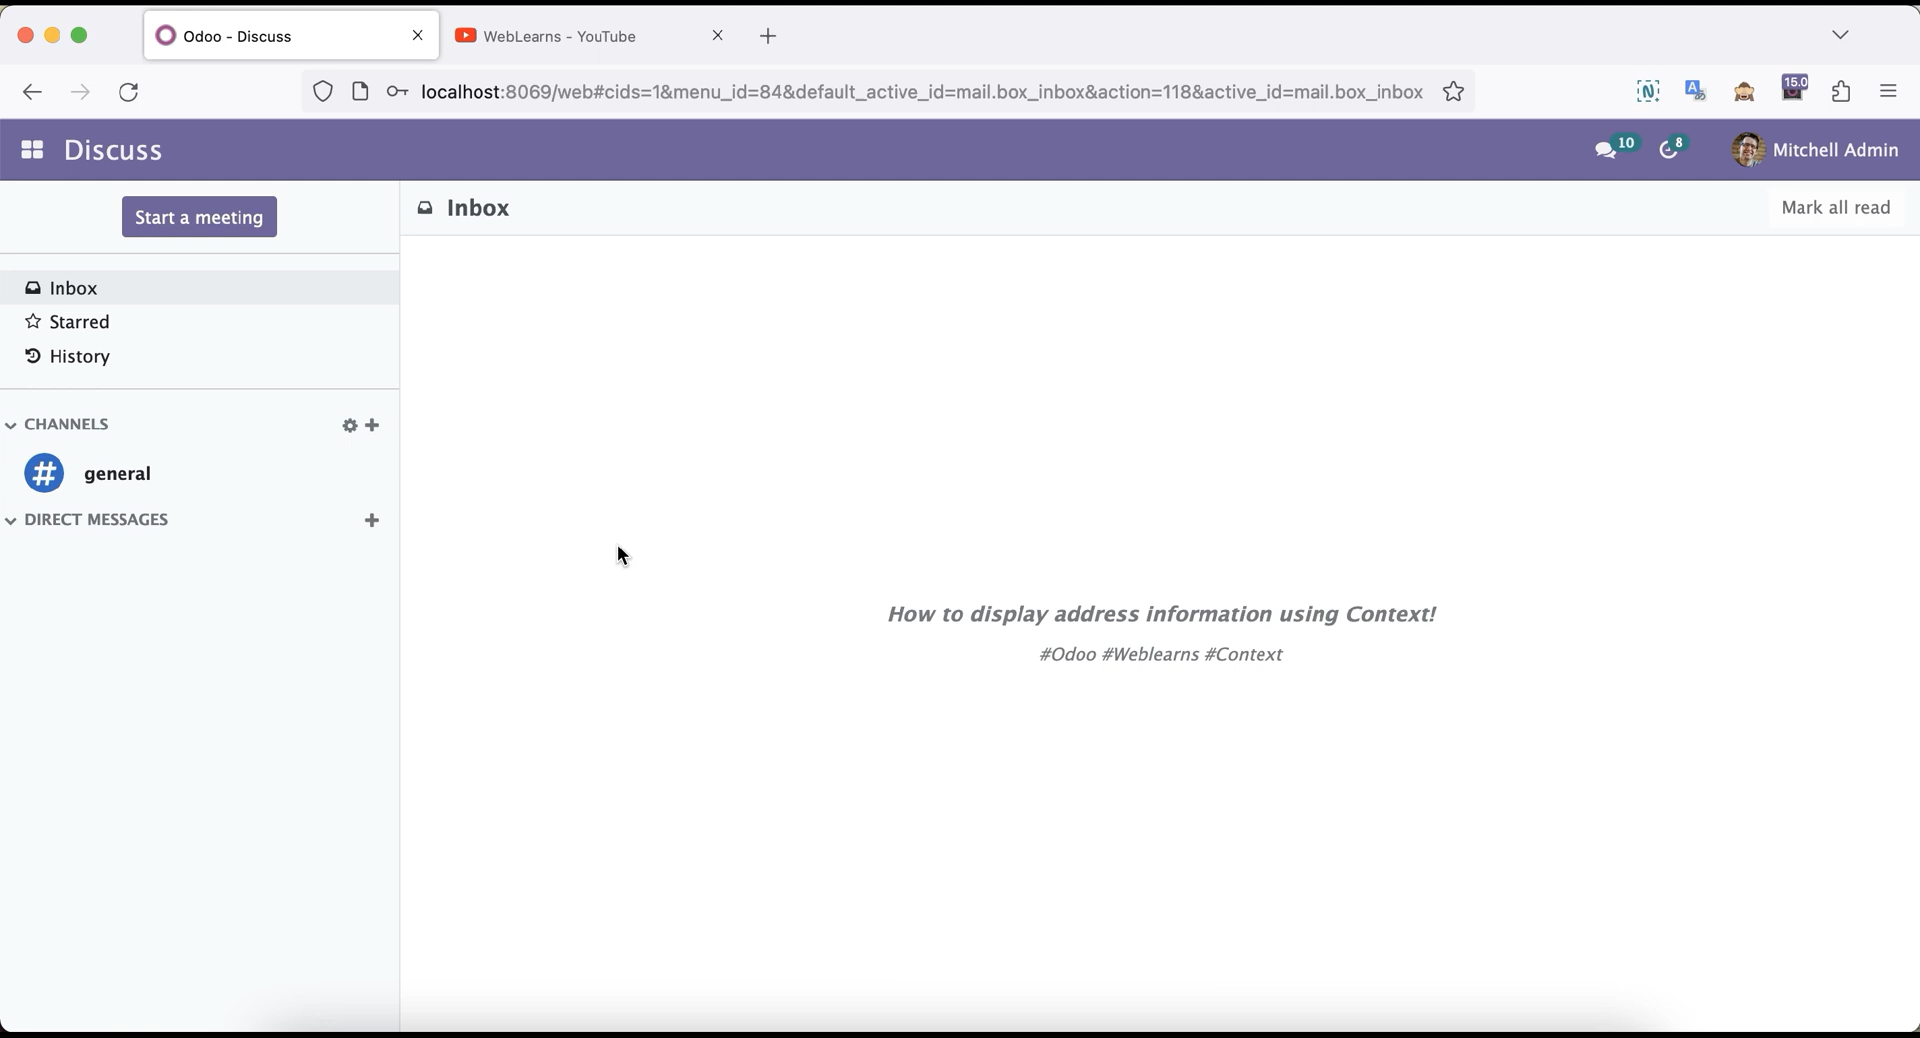 Odoo - Discuss
WebLearns - YouTube
localhost:8069/web#cids=1&menu_id=84&default_active_id=mail.box_inbox&action=118&active_id=mail.box_inbox
15.0
Discuss
10
8
Mitchell Admin
Start a meeting
Inbox
Mark all read
Inbox
Starred
History
CHANNELS
general
DIRECT MESSAGES
How to display address information using Context!
#Odoo #Weblearns #Context